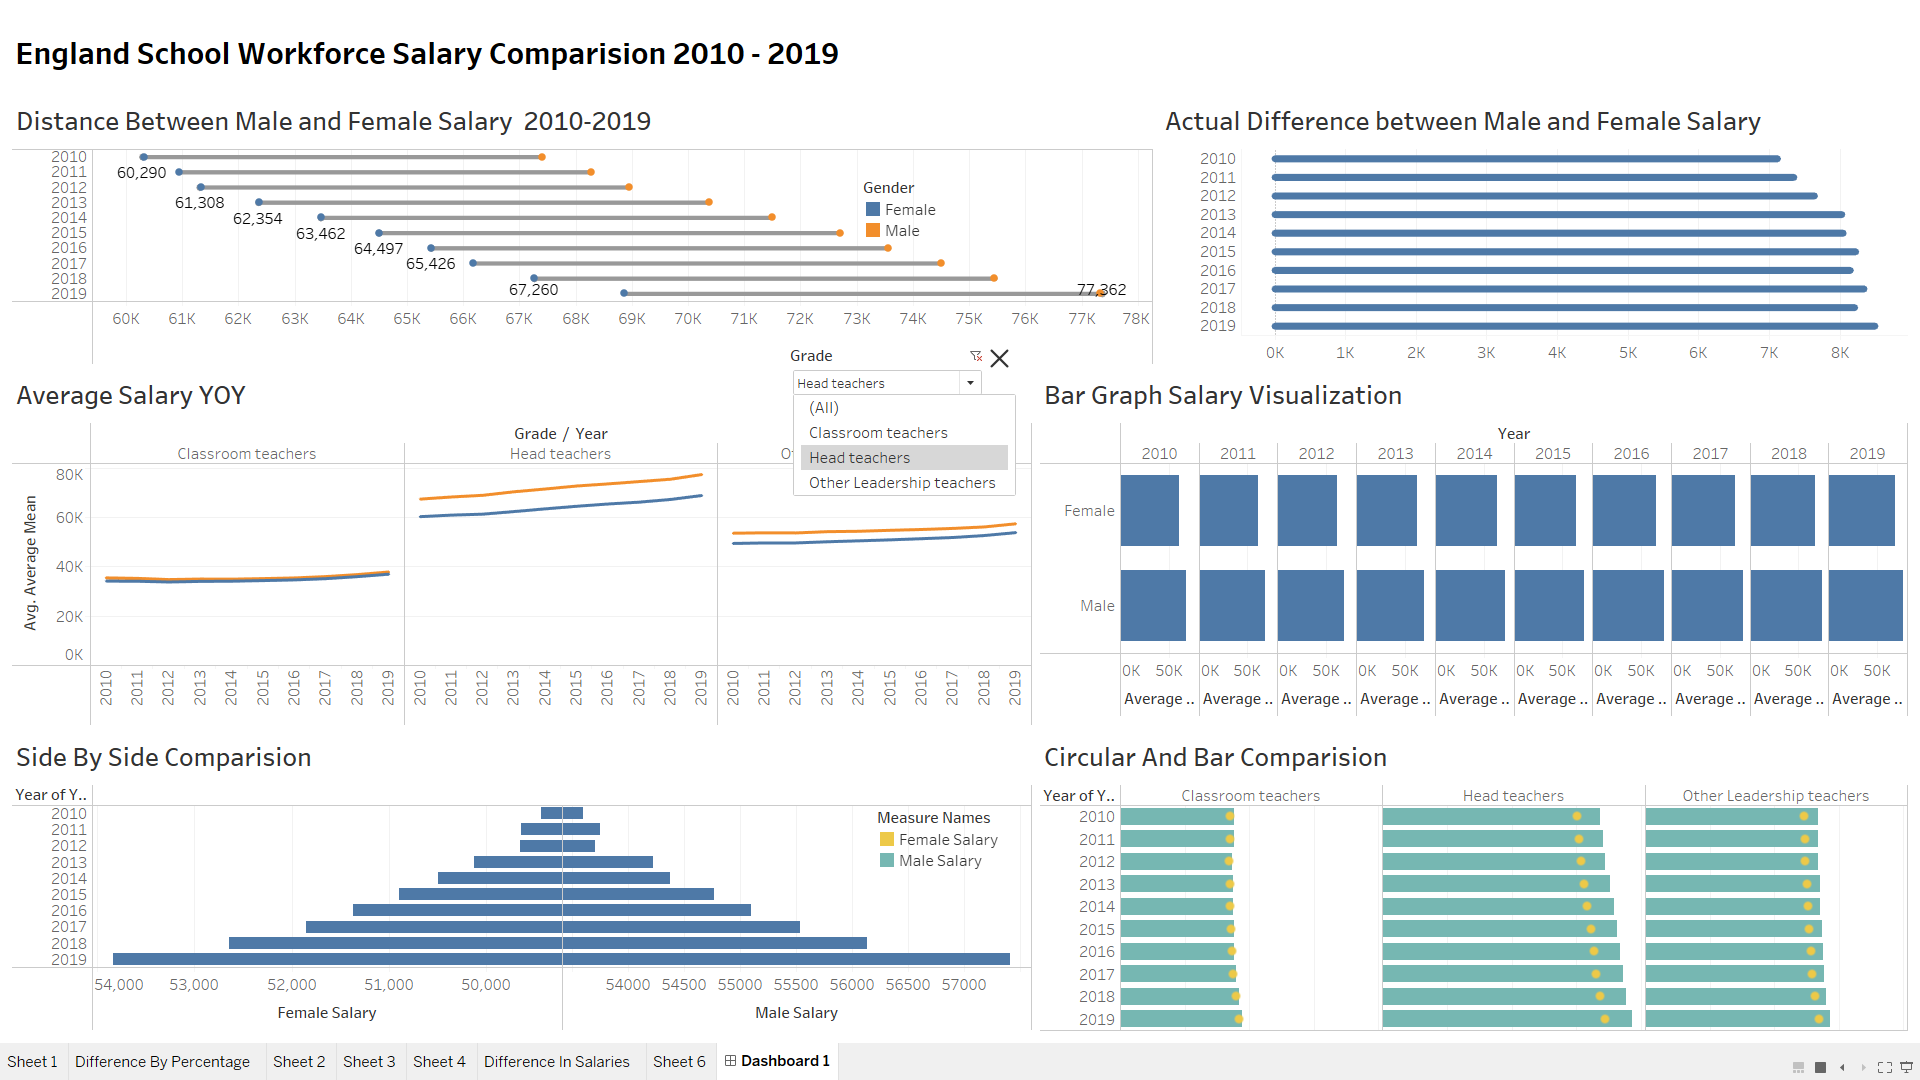 England School Workforce Salary Comparision 2010 - 2019
Distance Between Male and Female Salary 2010-2019
2010
2011
2012
2013
2014
2015
2016
2017
2018
2019
60,290
61,308
62,354
63,462
64,497
65,426
67,260
77,362
Gender
Female
Male
60K 61K 62K 63K 64K 65K 66K 67K 68K 69K 70K 71K 72K 73K 74K 75K 76K 77K 78K
Actual Difference between Male and Female Salary
2010
2011
2012
2013
2014
2015
2016
2017
2018
2019
0K 1K 2K 3K 4K 5K 6K 7K 8K
Grade
Head teachers
(All)
Classroom teachers
Head teachers
Other Leadership teachers
Average Salary YOY
Grade / Year
Classroom teachers Head teachers
Avg. Average Mean
80K
60K
40K
20K
0K
2010 2011 2012 2013 2014 2015 2016 2017 2018 2019 2010 2011 2012 2013 2014 2015 2016 2017 2018 2019 2010 2011 2012 2013 2014 2015 2016 2017 2018 2019
Bar Graph Salary Visualization
Year
2010 2011 2012 2013 2014 2015 2016 2017 2018 2019
Female
Male
0K 50K 0K 50K 0K 50K 0K 50K 0K 50K 0K 50K 0K 50K 0K 50K 0K 50K 0K 50K
Average .. Average .. Average .. Average .. Average .. Average .. Average .. Average .. Average .. Average ..
Side By Side Comparision
Year of Y..
2010
2011
2012
2013
2014
2015
2016
2017
2018
2019
Measure Names
Female Salary
Male Salary
54,000 53,000 52,000 51,000 50,000 54000 54500 55000 55500 56000 56500 57000
Female Salary Male Salary
Circular And Bar Comparision
Year of Y.. Classroom teachers Head teachers Other Leadership teachers
2010
2011
2012
2013
2014
2015
2016
2017
2018
2019
Sheet 1 Difference By Percentage Sheet 2 Sheet 3 Sheet 4 Difference In Salaries Sheet 6 Dashboard 1